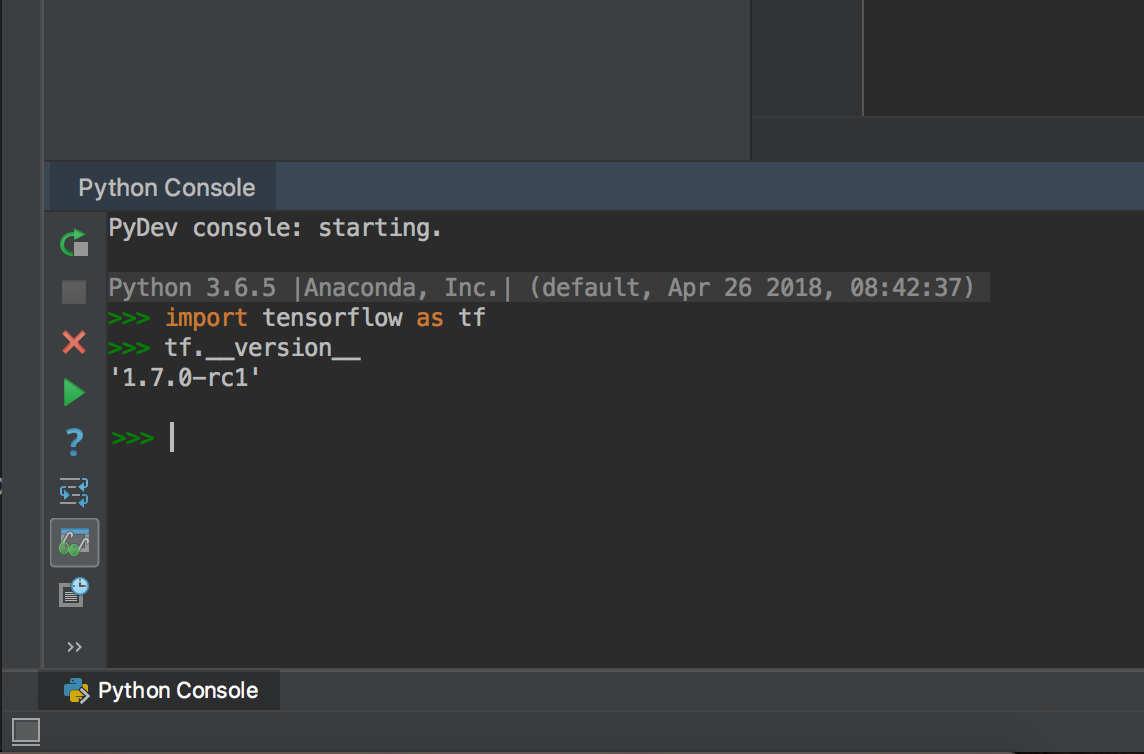 Python Console
PyDev console: starting.
Python 3.6.5 |Anaconda, Inc.| (default, Apr 26 2018, 08:42:37)
>>> import tensorflow as tf
>>> tf.__version__
'1.7.0-rc1'
>>>
Python Console